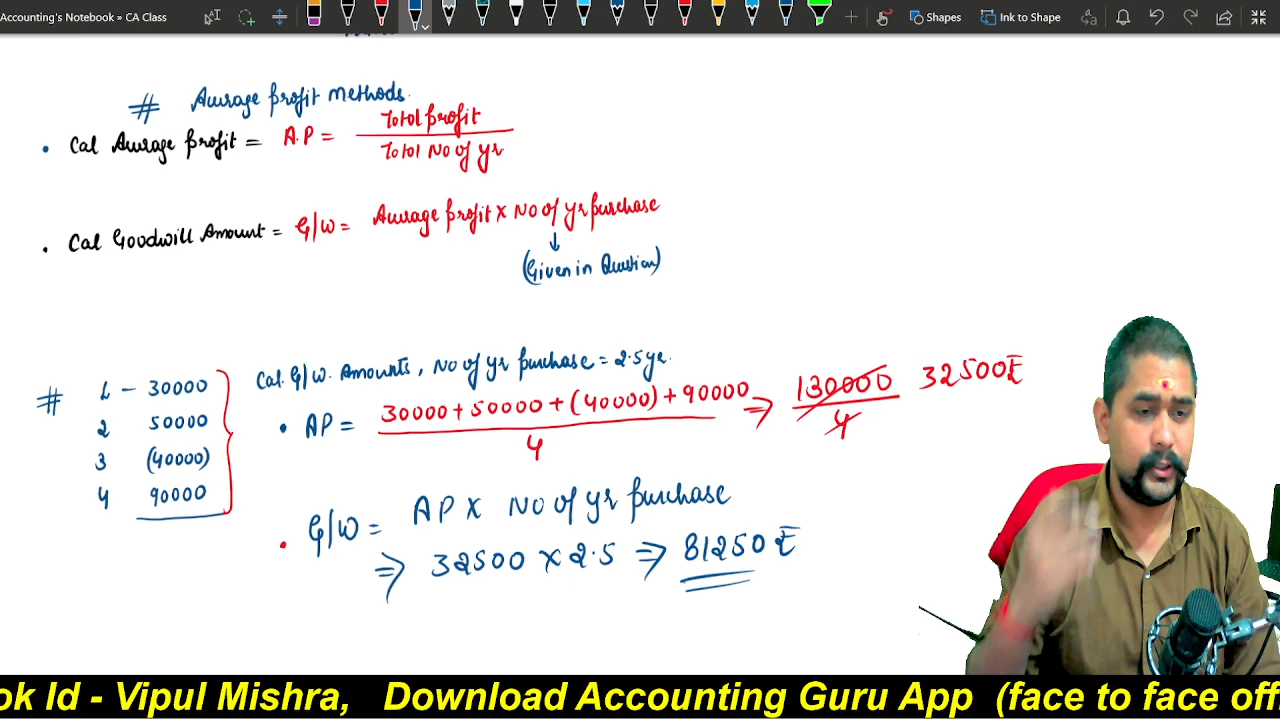 Accounting's Notebook » CA Class
Shapes
Ink to Shape
# Average profit methods.
• Cal Average profit = A.P = Total profit
Total No of yr
• Cal Goodwill Amount = G/W = Average profit x No of yr purchase
↓
(Given in Question)
# 1 - 30000
2 50000
3 (40000)
4 90000
Cal. G/W. Amounts, No of yr purchase = 2.5 yr.
• AP = 30000 + 50000 + (40000) + 90000 ⇒ 130000 32500₹
4 4
• G/W = AP x No of yr purchase
⇒ 32500 x 2.5 ⇒ 81250 ₹
ok Id - Vipul Mishra, Download Accounting Guru App (face to face off